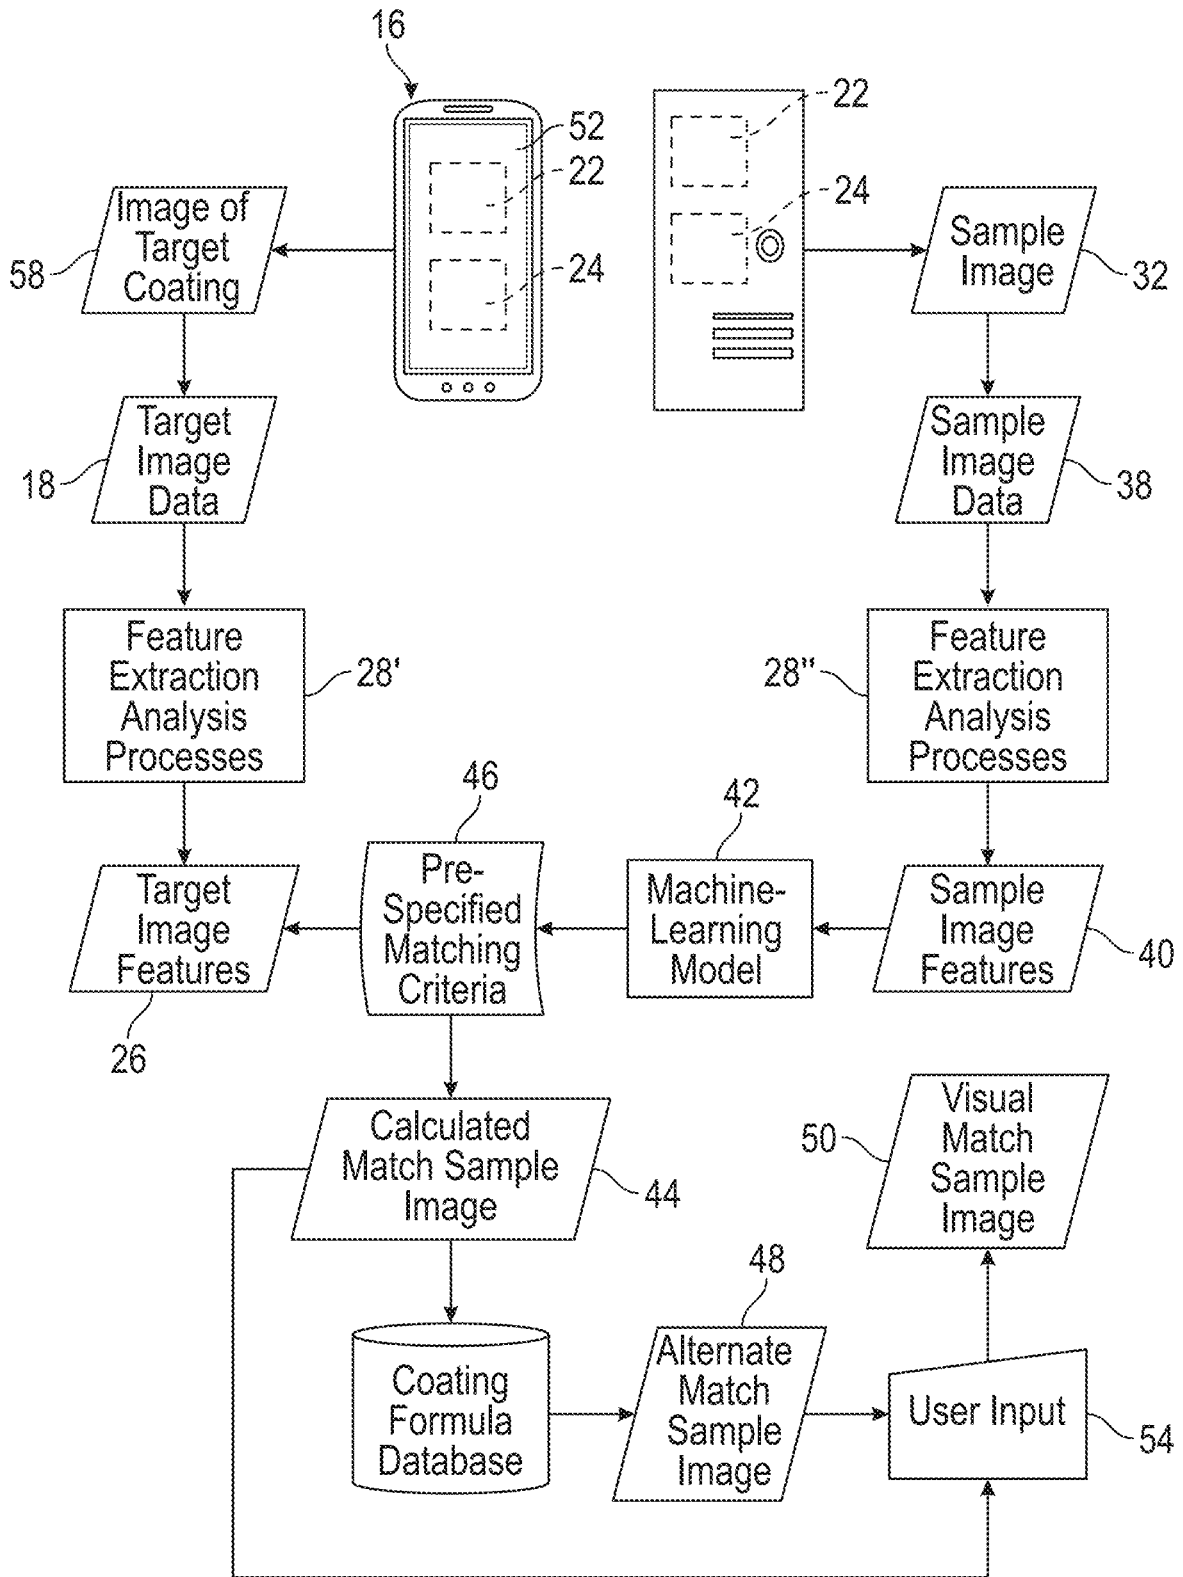 16
52
22
24
22
24
Image of
Target
Coating
58
Sample
Image
32
Target
Image
Data
18
Sample
Image
Data
38
Feature
Extraction
Analysis
Processes
28'
28"
Feature
Extraction
Analysis
Processes
46
42
Target
Image
Features
26
Pre-
Specified
Matching
Criteria
Machine-
Learning
Model
Sample
Image
Features
40
Calculated
Match Sample
Image
44
50
Visual
Match
Sample
Image
48
Coating
Formula
Database
Alternate
Match
Sample
Image
User Input
54